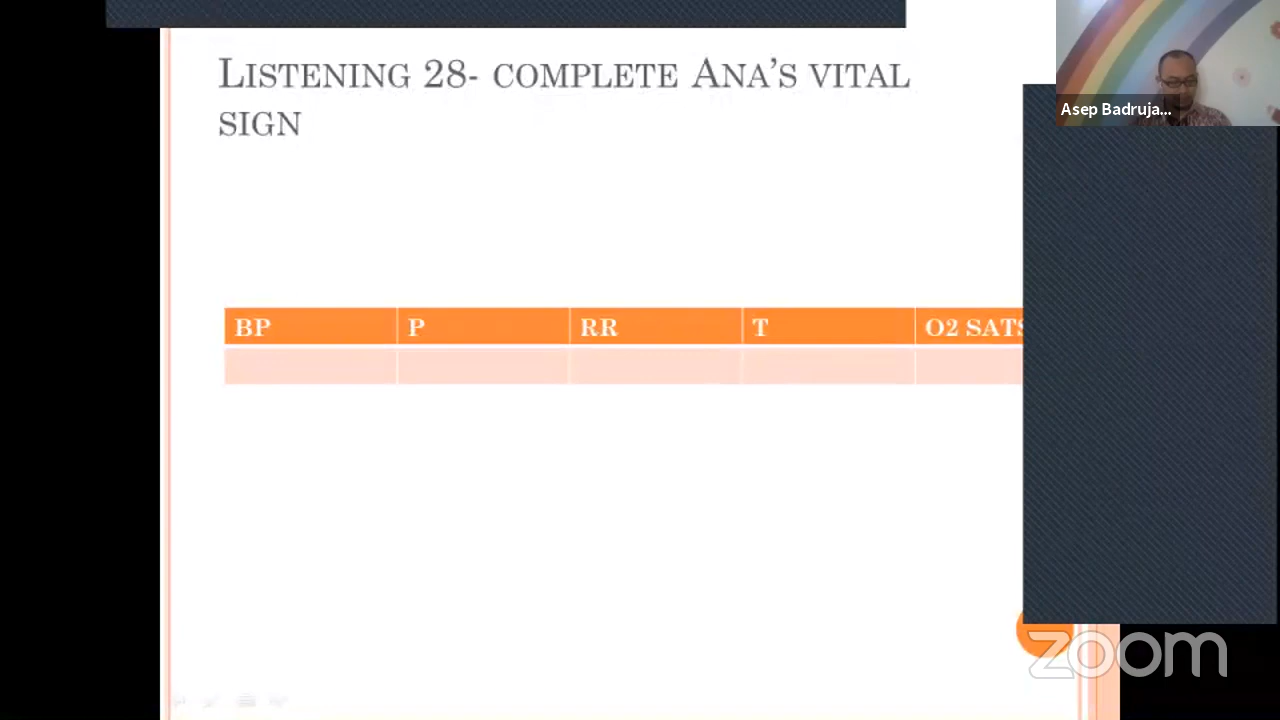 LISTENING 28- COMPLETE ANA'S VITAL
SIGN
Asep Badruja...
BP P RR T O2 SATS
zoom